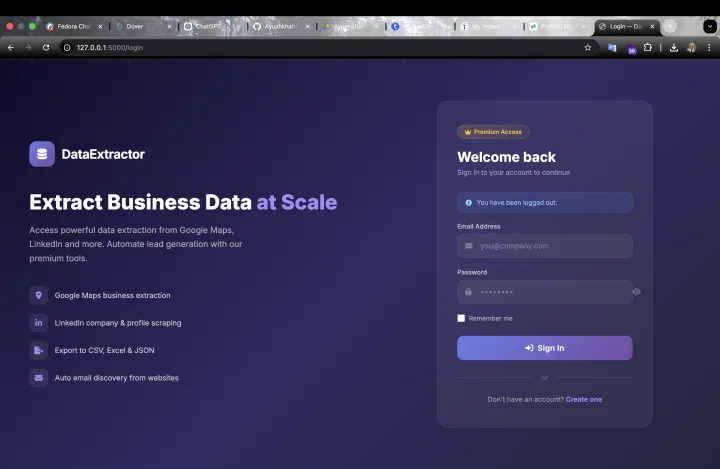 Fedora Cha
Dover
ChatGPT
Ayushkhat
Login — Da
127.0.0.1:5000/login
30
DataExtractor
Extract Business Data at Scale
Access powerful data extraction from Google Maps,
LinkedIn and more. Automate lead generation with our
premium tools.
Google Maps business extraction
in
LinkedIn company & profile scraping
Export to CSV, Excel & JSON
Auto email discovery from websites
Premium Access
Welcome back
Sign in to your account to continue
You have been logged out.
Email Address
you@company.com
Password
Remember me
Sign In
or
Don't have an account? Create one